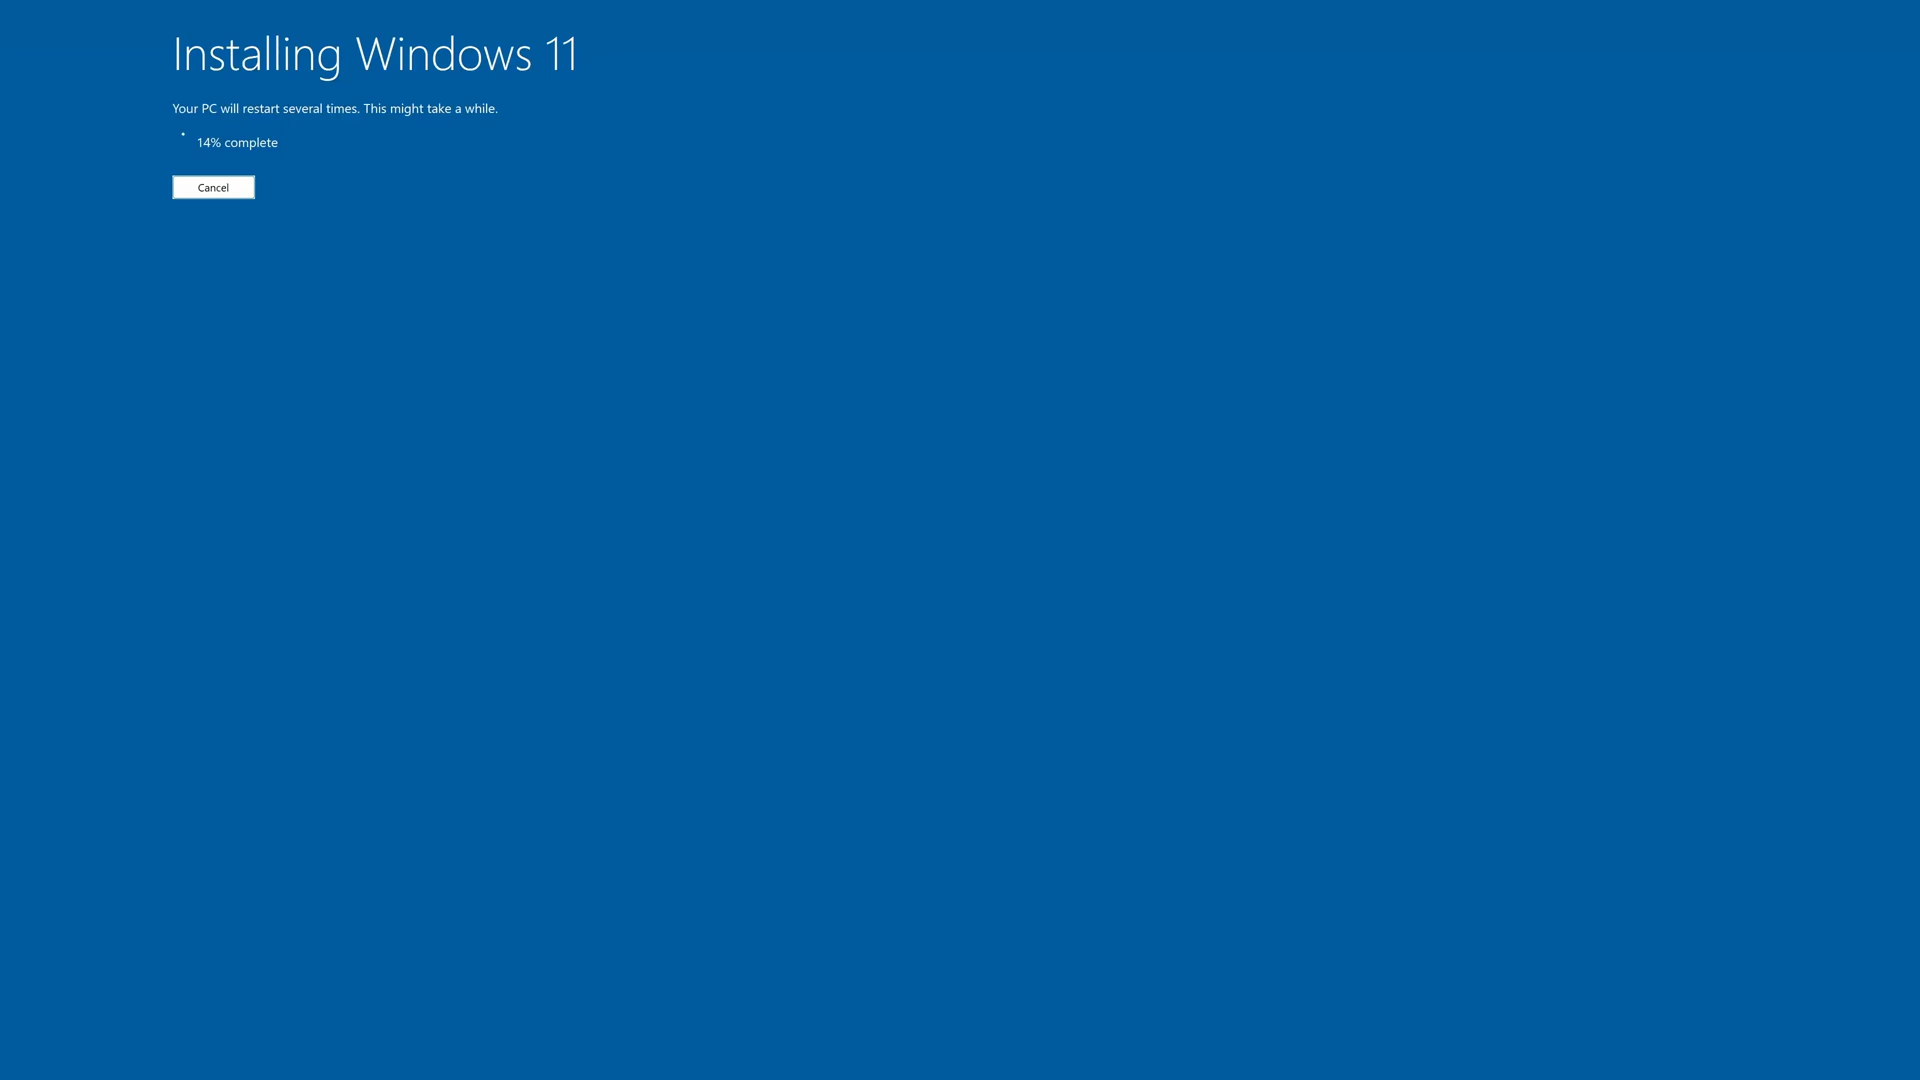 Installing Windows 11
Your PC will restart several times. This might take a while.
14% complete
Cancel